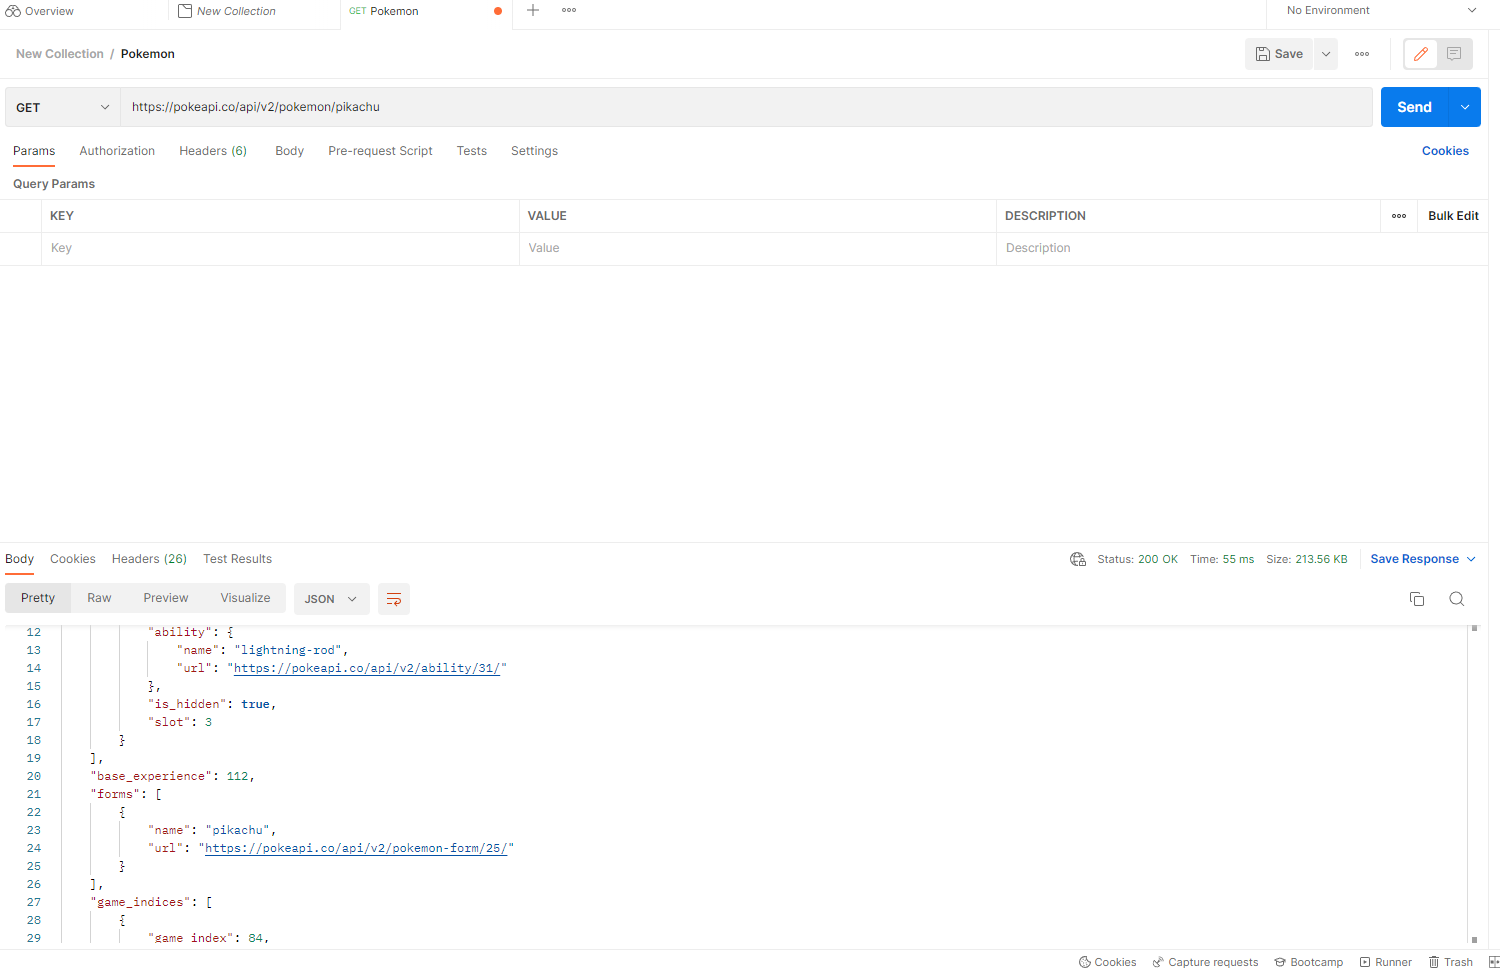 Overview New Collection GET Pokemon No Environment
New Collection / Pokemon Save
GET https://pokeapi.co/api/v2/pokemon/pikachu Send
Params Authorization Headers (6) Body Pre-request Script Tests Settings Cookies
Query Params
KEY VALUE DESCRIPTION Bulk Edit
Key Value Description
Body Cookies Headers (26) Test Results Status: 200 OK Time: 55 ms Size: 213.56 KB Save Response
Pretty Raw Preview Visualize JSON
12 "ability": {
13 "name": "lightning-rod",
14 "url": "https://pokeapi.co/api/v2/ability/31/"
15 },
16 "is_hidden": true,
17 "slot": 3
18 }
19 ],
20 "base_experience": 112,
21 "forms": [
22 {
23 "name": "pikachu",
24 "url": "https://pokeapi.co/api/v2/pokemon-form/25/"
25 }
26 ],
27 "game_indices": [
28 {
29 "game_index": 84,
Cookies Capture requests Bootcamp Runner Trash